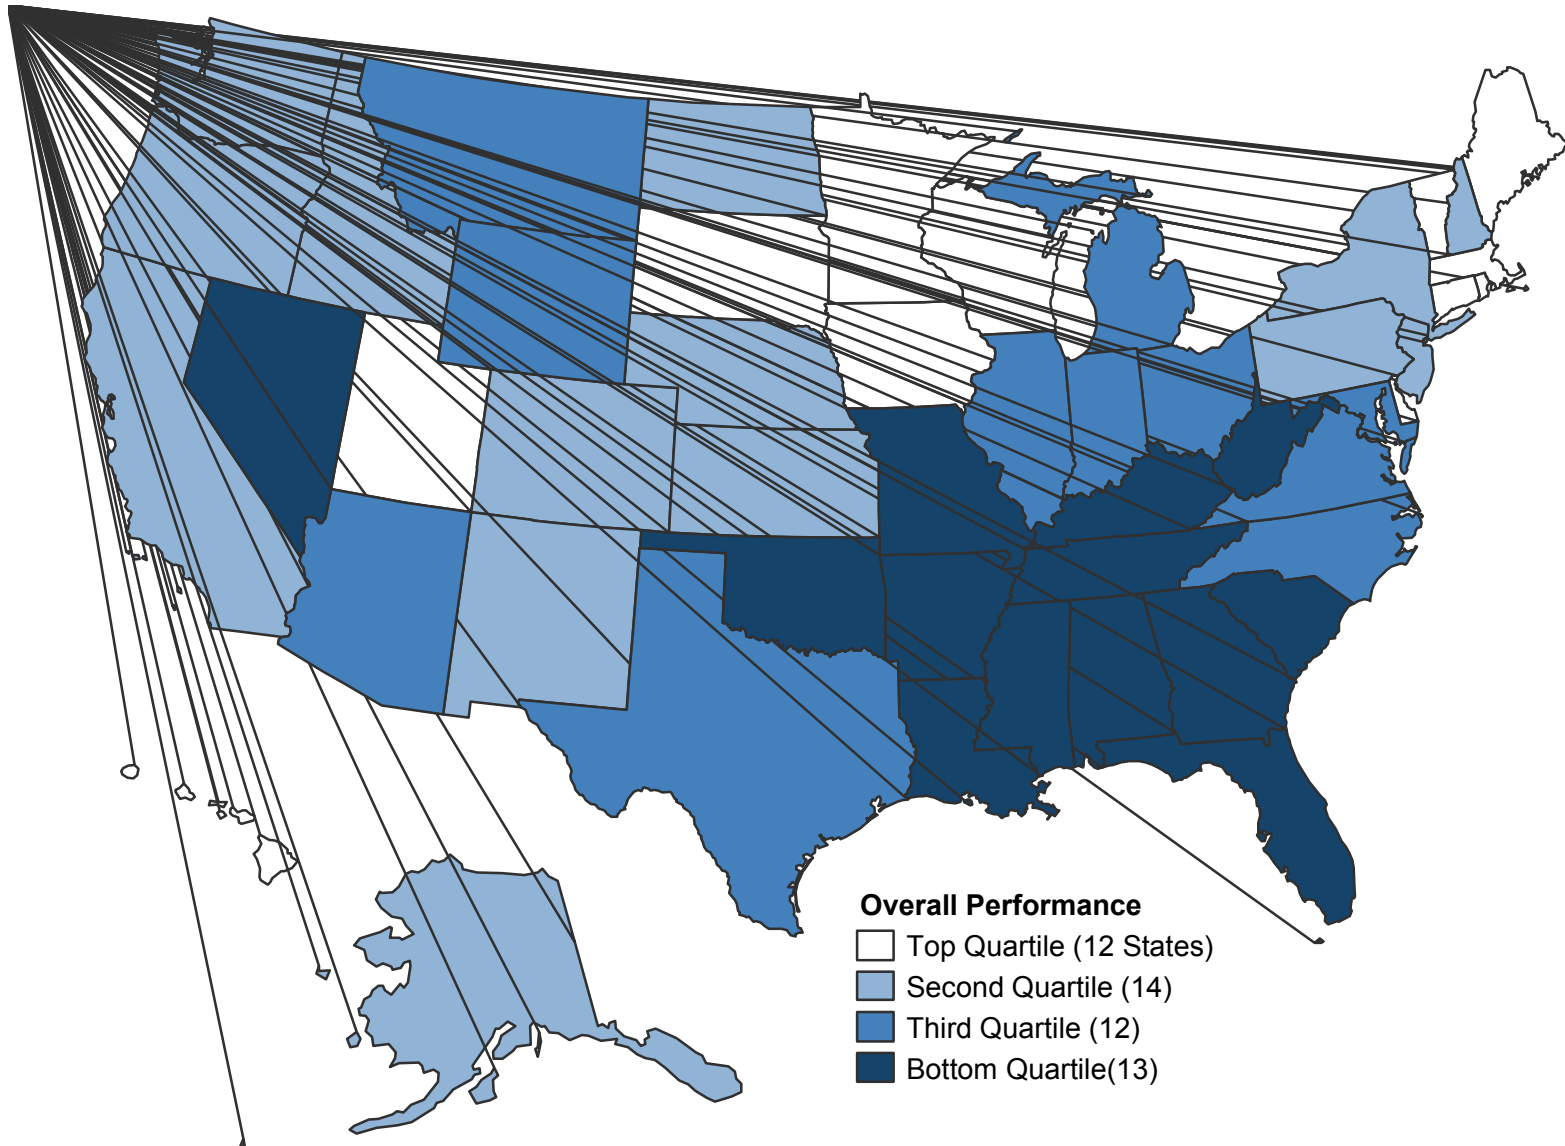 Overall Performance
Top Quartile (12 States)
Second Quartile (14)
Third Quartile (12)
Bottom Quartile(13)